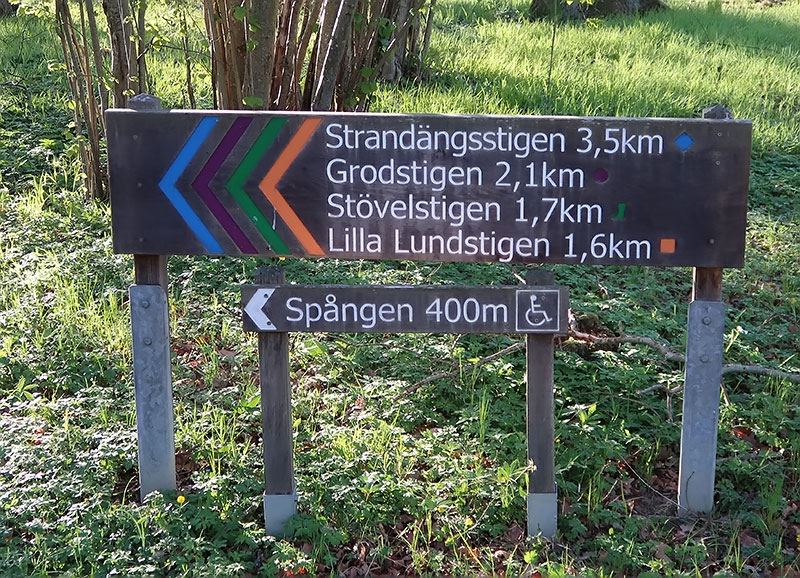 Strandängsstigen 3,5km
Grodstigen 2,1km
Stövelstigen 1,7km
Lilla Lundstigen 1,6km
Spången 400m